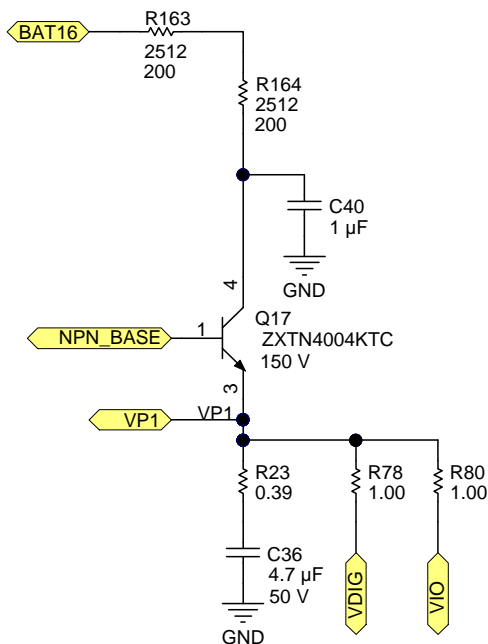 BAT16
R163
2512
200
R164
2512
200
C40
1 µF
GND
4
NPN_BASE
1
Q17
ZXTN4004KTC
150 V
3
VP1
VP1
R23
0.39
R78
1.00
R80
1.00
C36
4.7 µF
50 V
VDIG
VIO
GND